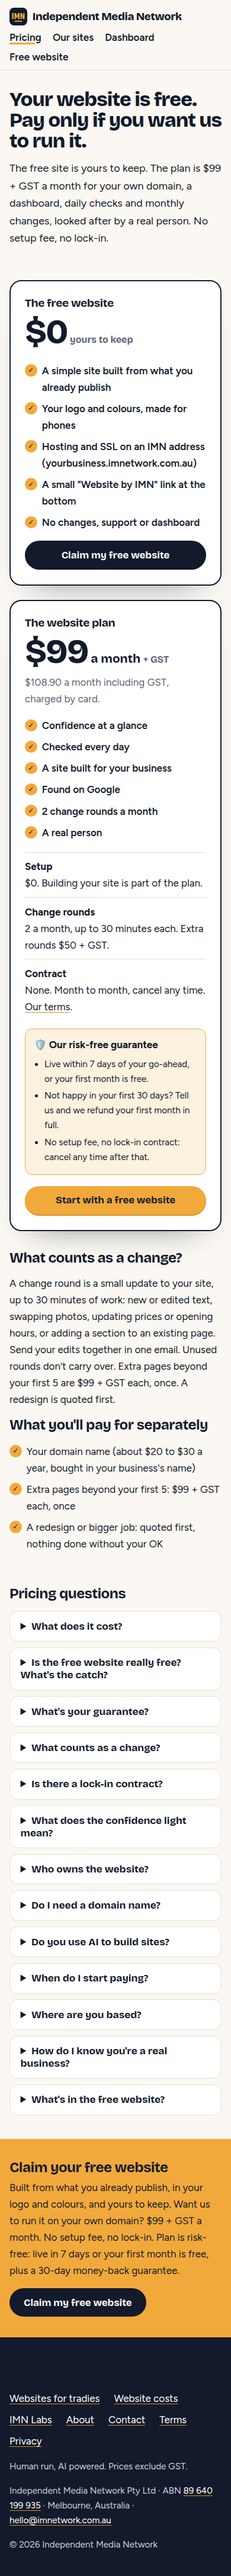 IMN Independent Media Network
Pricing Our sites Dashboard
Free website
Your website is free.
Pay only if you want us
to run it.
The free site is yours to keep. The plan is $99
+ GST a month for your own domain, a
dashboard, daily checks and monthly
changes, looked after by a real person. No
setup fee, no lock-in.
The free website
$0 yours to keep
A simple site built from what you
already publish
Your logo and colours, made for
phones
Hosting and SSL on an IMN address
(yourbusiness.imnetwork.com.au)
A small "Website by IMN" link at the
bottom
No changes, support or dashboard
Claim my free website
The website plan
$99 a month + GST
$108.90 a month including GST,
charged by card.
Confidence at a glance
Checked every day
A site built for your business
Found on Google
2 change rounds a month
A real person
Setup
$0. Building your site is part of the plan.
Change rounds
2 a month, up to 30 minutes each. Extra
rounds $50 + GST.
Contract
None. Month to month, cancel any time.
Our terms.
Our risk-free guarantee
Live within 7 days of your go-ahead,
or your first month is free.
Not happy in your first 30 days? Tell
us and we refund your first month in
full.
No setup fee, no lock-in contract:
cancel any time after that.
Start with a free website
What counts as a change?
A change round is a small update to your site,
up to 30 minutes of work: new or edited text,
swapping photos, updating prices or opening
hours, or adding a section to an existing page.
Send your edits together in one email. Unused
rounds don't carry over. Extra pages beyond
your first 5 are $99 + GST each, once. A
redesign is quoted first.
What you'll pay for separately
Your domain name (about $20 to $30 a
year, bought in your business's name)
Extra pages beyond your first 5: $99 + GST
each, once
A redesign or bigger job: quoted first,
nothing done without your OK
Pricing questions
What does it cost?
Is the free website really free?
What's the catch?
What's your guarantee?
What counts as a change?
Is there a lock-in contract?
What does the confidence light
mean?
Who owns the website?
Do I need a domain name?
Do you use AI to build sites?
When do I start paying?
Where are you based?
How do I know you're a real
business?
What's in the free website?
Claim your free website
Built from what you already publish, in your
logo and colours, and yours to keep. Want us
to run it on your own domain? $99 + GST a
month. No setup fee, no lock-in. Plan is risk-
free: live in 7 days or your first month is free,
plus a 30-day money-back guarantee.
Claim my free website
Websites for tradies Website costs
IMN Labs About Contact Terms
Privacy
Human run, AI powered. Prices exclude GST.
Independent Media Network Pty Ltd · ABN 89 640
199 935 · Melbourne, Australia ·
hello@imnetwork.com.au
© 2026 Independent Media Network